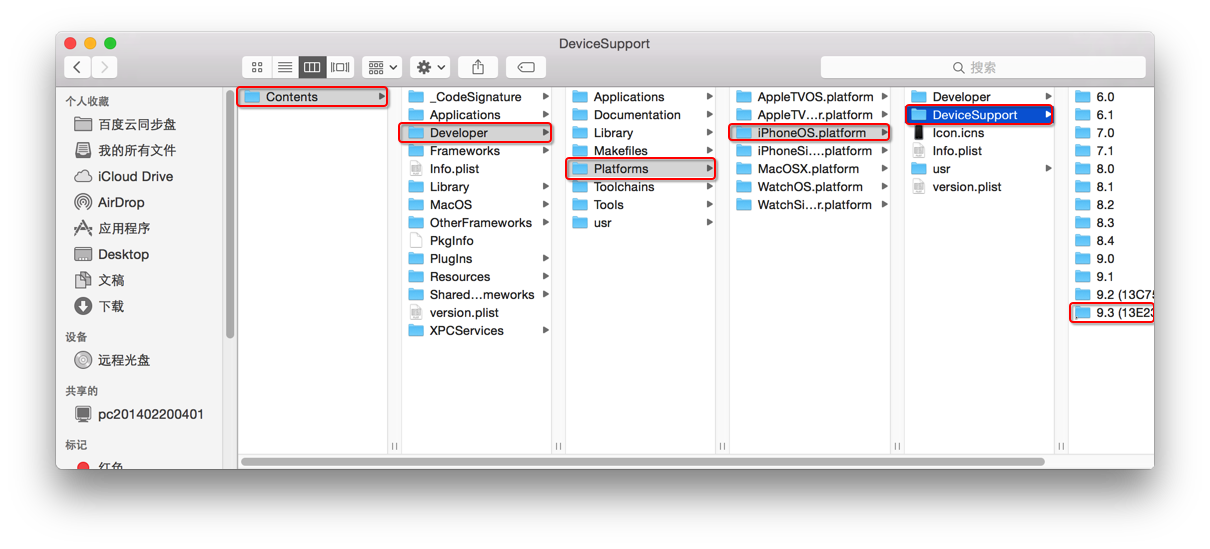 DeviceSupport
搜索
个人收藏
百度云同步盘
我的所有文件
iCloud Drive
AirDrop
应用程序
Desktop
文稿
下载
设备
远程光盘
共享的
pc201402200401
标记
红色
Contents
_CodeSignature
Applications
Developer
Frameworks
Info.plist
Library
MacOS
OtherFrameworks
PkgInfo
PlugIns
Resources
Shared...meworks
version.plist
XPCServices
Applications
Documentation
Library
Makefiles
Platforms
Toolchains
Tools
usr
AppleTVOS.platform
AppleTV...r.platform
iPhoneOS.platform
iPhoneSi....platform
MacOSX.platform
WatchOS.platform
WatchSi...r.platform
Developer
DeviceSupport
Icon.icns
Info.plist
usr
version.plist
6.0
6.1
7.0
7.1
8.0
8.1
8.2
8.3
8.4
9.0
9.1
9.2 (13C75
9.3 (13E23